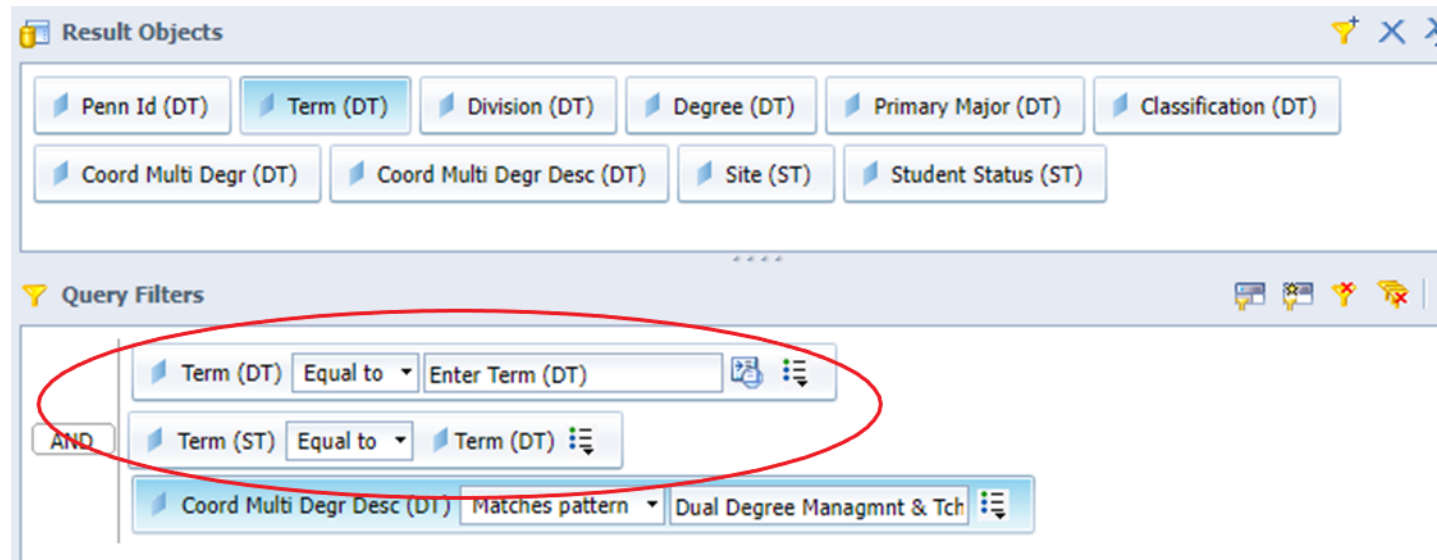 Result Objects
Penn Id (DT) Term (DT) Division (DT) Degree (DT) Primary Major (DT) Classification (DT)
Coord Multi Degr (DT) Coord Multi Degr Desc (DT) Site (ST) Student Status (ST)
Query Filters
Term (DT) Equal to Enter Term (DT)
AND Term (ST) Equal to Term (DT)
Coord Multi Degr Desc (DT) Matches pattern Dual Degree Managmnt & Tch